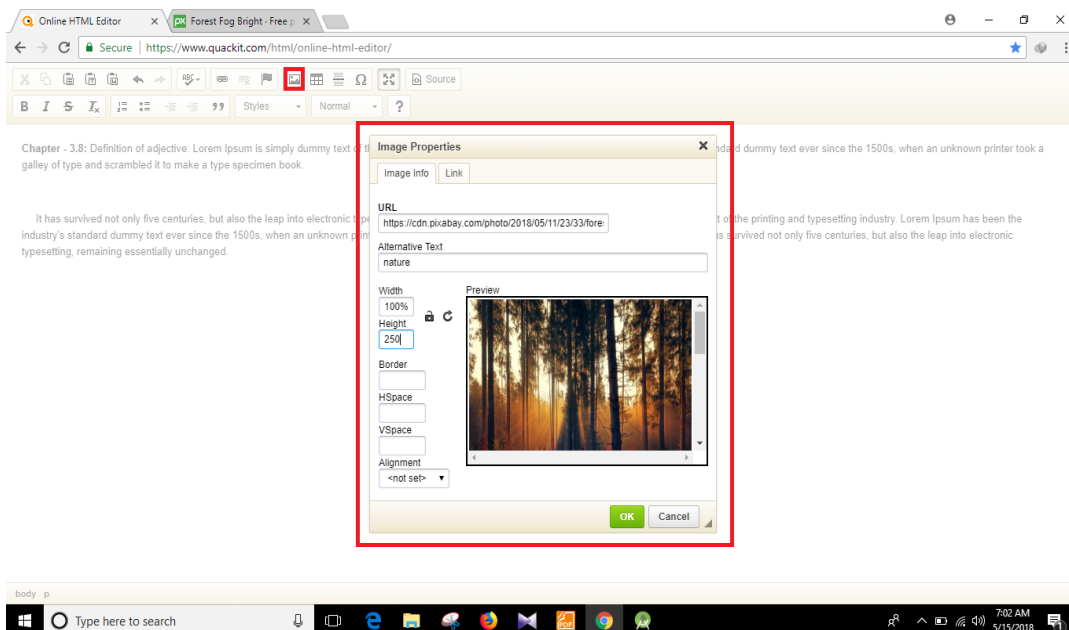 Online HTML Editor
Forest Fog Bright - Free p
Secure | https://www.quackit.com/html/online-html-editor/
Source
B I S Tx Styles Normal ?
Chapter - 3.8: Definition of adjective: Lorem Ipsum is simply dummy text of
dummy text ever since the 1500s, when an unknown printer took a
galley of type and scrambled it to make a type specimen book.
It has survived not only five centuries, but also the leap into electronic
of the printing and typesetting industry. Lorem Ipsum has been the
industry's standard dummy text ever since the 1500s, when an unknown
survived not only five centuries, but also the leap into electronic
typesetting, remaining essentially unchanged.
Image Properties
Image Info Link
URL
https://cdn.pixabay.com/photo/2018/05/11/23/33/fore
Alternative Text
nature
Width
100%
Height
250
Border
HSpace
VSpace
Alignment
<not set>
Preview
OK Cancel
body p
Type here to search
7:02 AM
5/15/2018